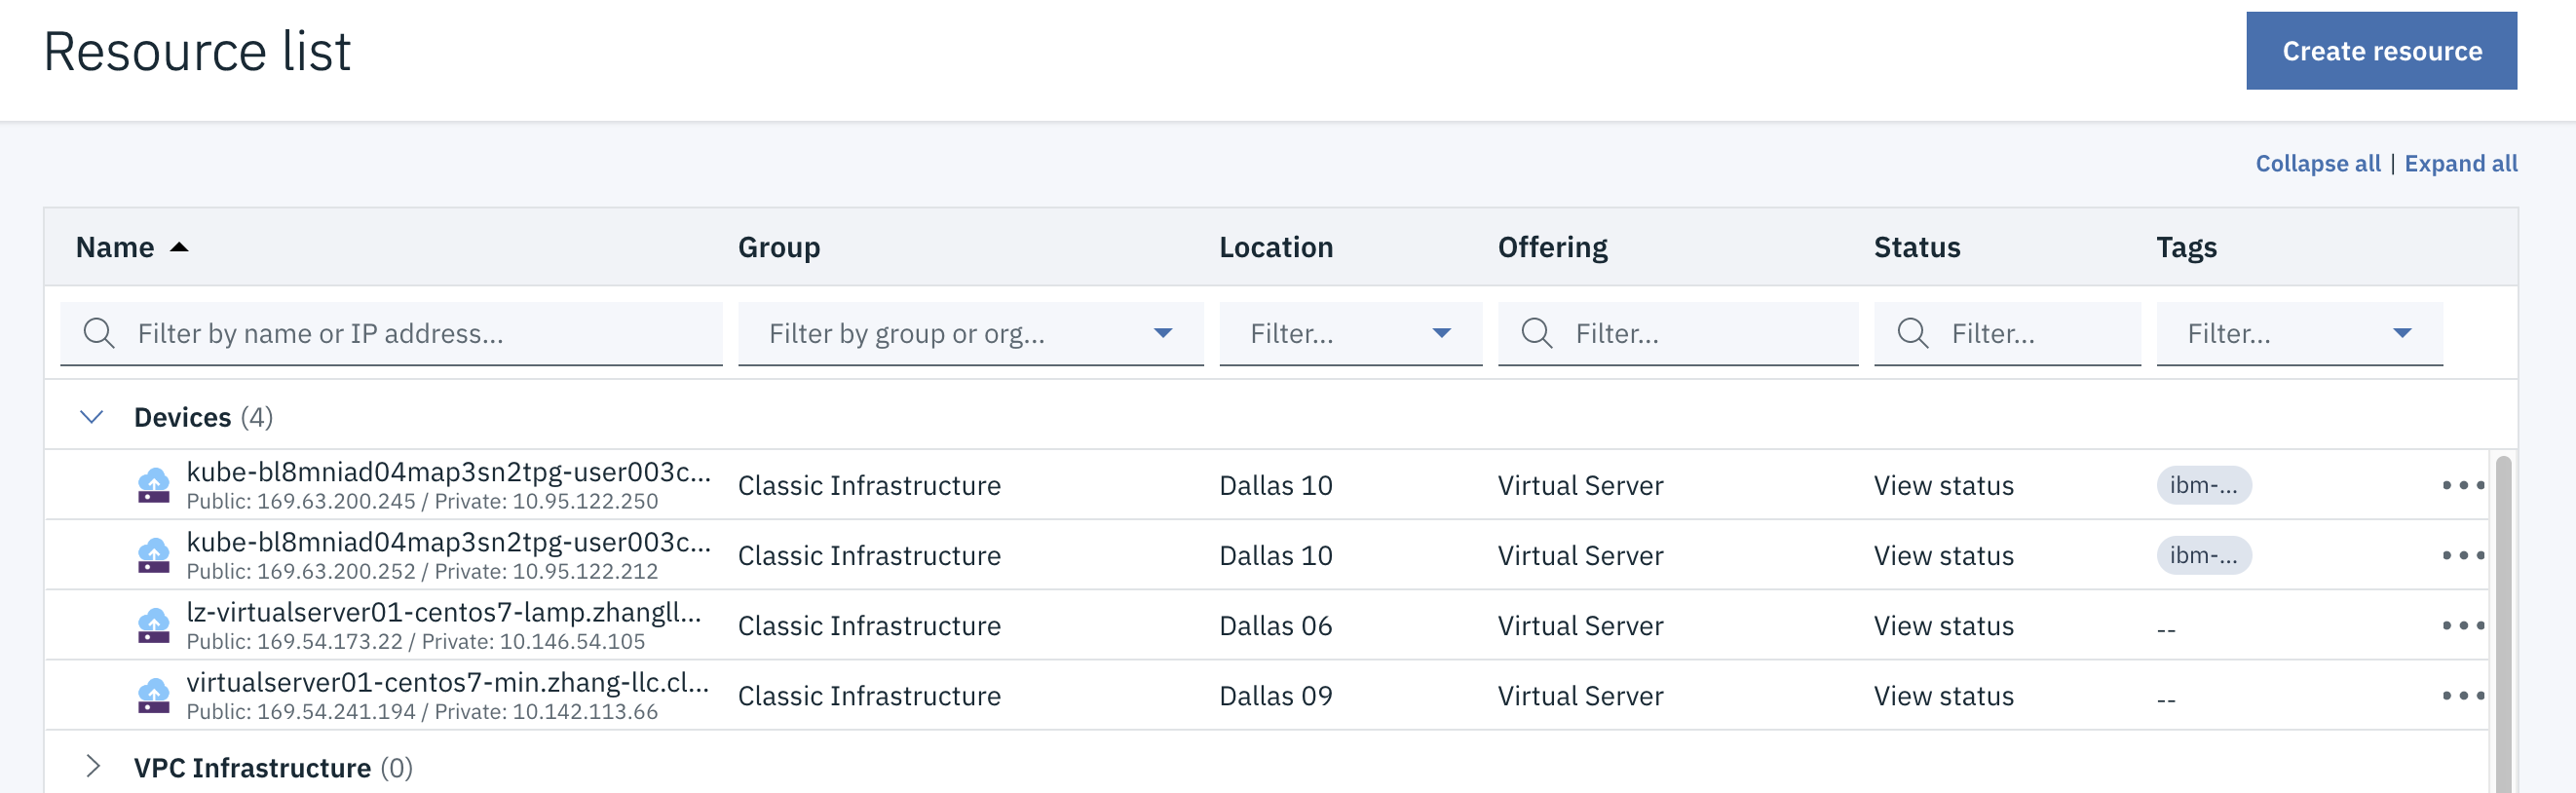 Resource list
Create resource
Collapse all | Expand all
Name Group Location Offering Status Tags
Filter by name or IP address... Filter by group or org... Filter... Filter... Filter... Filter...
Devices (4)
kube-bl8mniad04map3sn2tpg-user003c... Classic Infrastructure Dallas 10 Virtual Server View status ibm-...
Public: 169.63.200.245 / Private: 10.95.122.250
kube-bl8mniad04map3sn2tpg-user003c... Classic Infrastructure Dallas 10 Virtual Server View status ibm-...
Public: 169.63.200.252 / Private: 10.95.122.212
lz-virtualserver01-centos7-lamp.zhangll... Classic Infrastructure Dallas 06 Virtual Server View status --
Public: 169.54.173.22 / Private: 10.146.54.105
virtualserver01-centos7-min.zhang-llc.cl... Classic Infrastructure Dallas 09 Virtual Server View status --
Public: 169.54.241.194 / Private: 10.142.113.66
VPC Infrastructure (0)